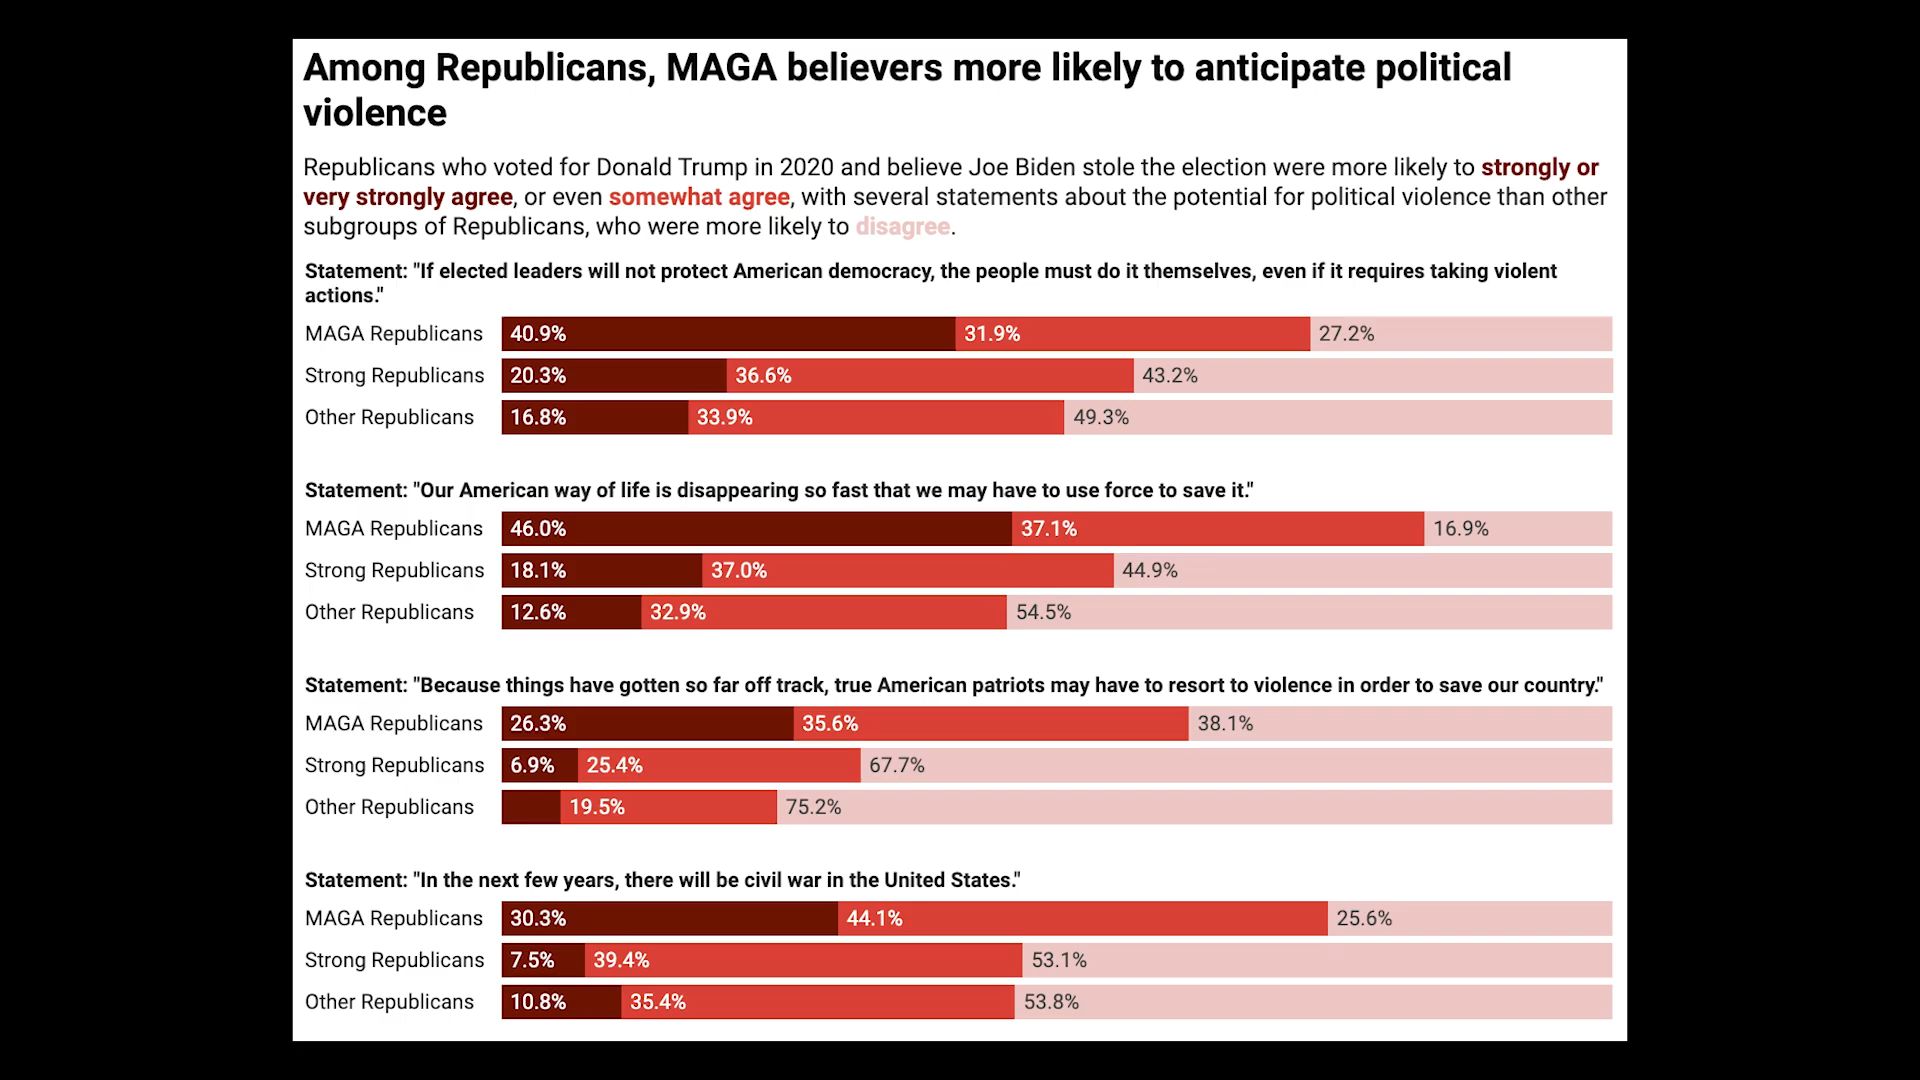 Among Republicans, MAGA believers more likely to anticipate political
violence
Republicans who voted for Donald Trump in 2020 and believe Joe Biden stole the election were more likely to strongly or
very strongly agree, or even somewhat agree, with several statements about the potential for political violence than other
subgroups of Republicans, who were more likely to disagree.
Statement: "If elected leaders will not protect American democracy, the people must do it themselves, even if it requires taking violent
actions."
MAGA Republicans 40.9% 31.9% 27.2%
Strong Republicans 20.3% 36.6% 43.2%
Other Republicans 16.8% 33.9% 49.3%
Statement: "Our American way of life is disappearing so fast that we may have to use force to save it."
MAGA Republicans 46.0% 37.1% 16.9%
Strong Republicans 18.1% 37.0% 44.9%
Other Republicans 12.6% 32.9% 54.5%
Statement: "Because things have gotten so far off track, true American patriots may have to resort to violence in order to save our country."
MAGA Republicans 26.3% 35.6% 38.1%
Strong Republicans 6.9% 25.4% 67.7%
Other Republicans 19.5% 75.2%
Statement: "In the next few years, there will be civil war in the United States."
MAGA Republicans 30.3% 44.1% 25.6%
Strong Republicans 7.5% 39.4% 53.1%
Other Republicans 10.8% 35.4% 53.8%